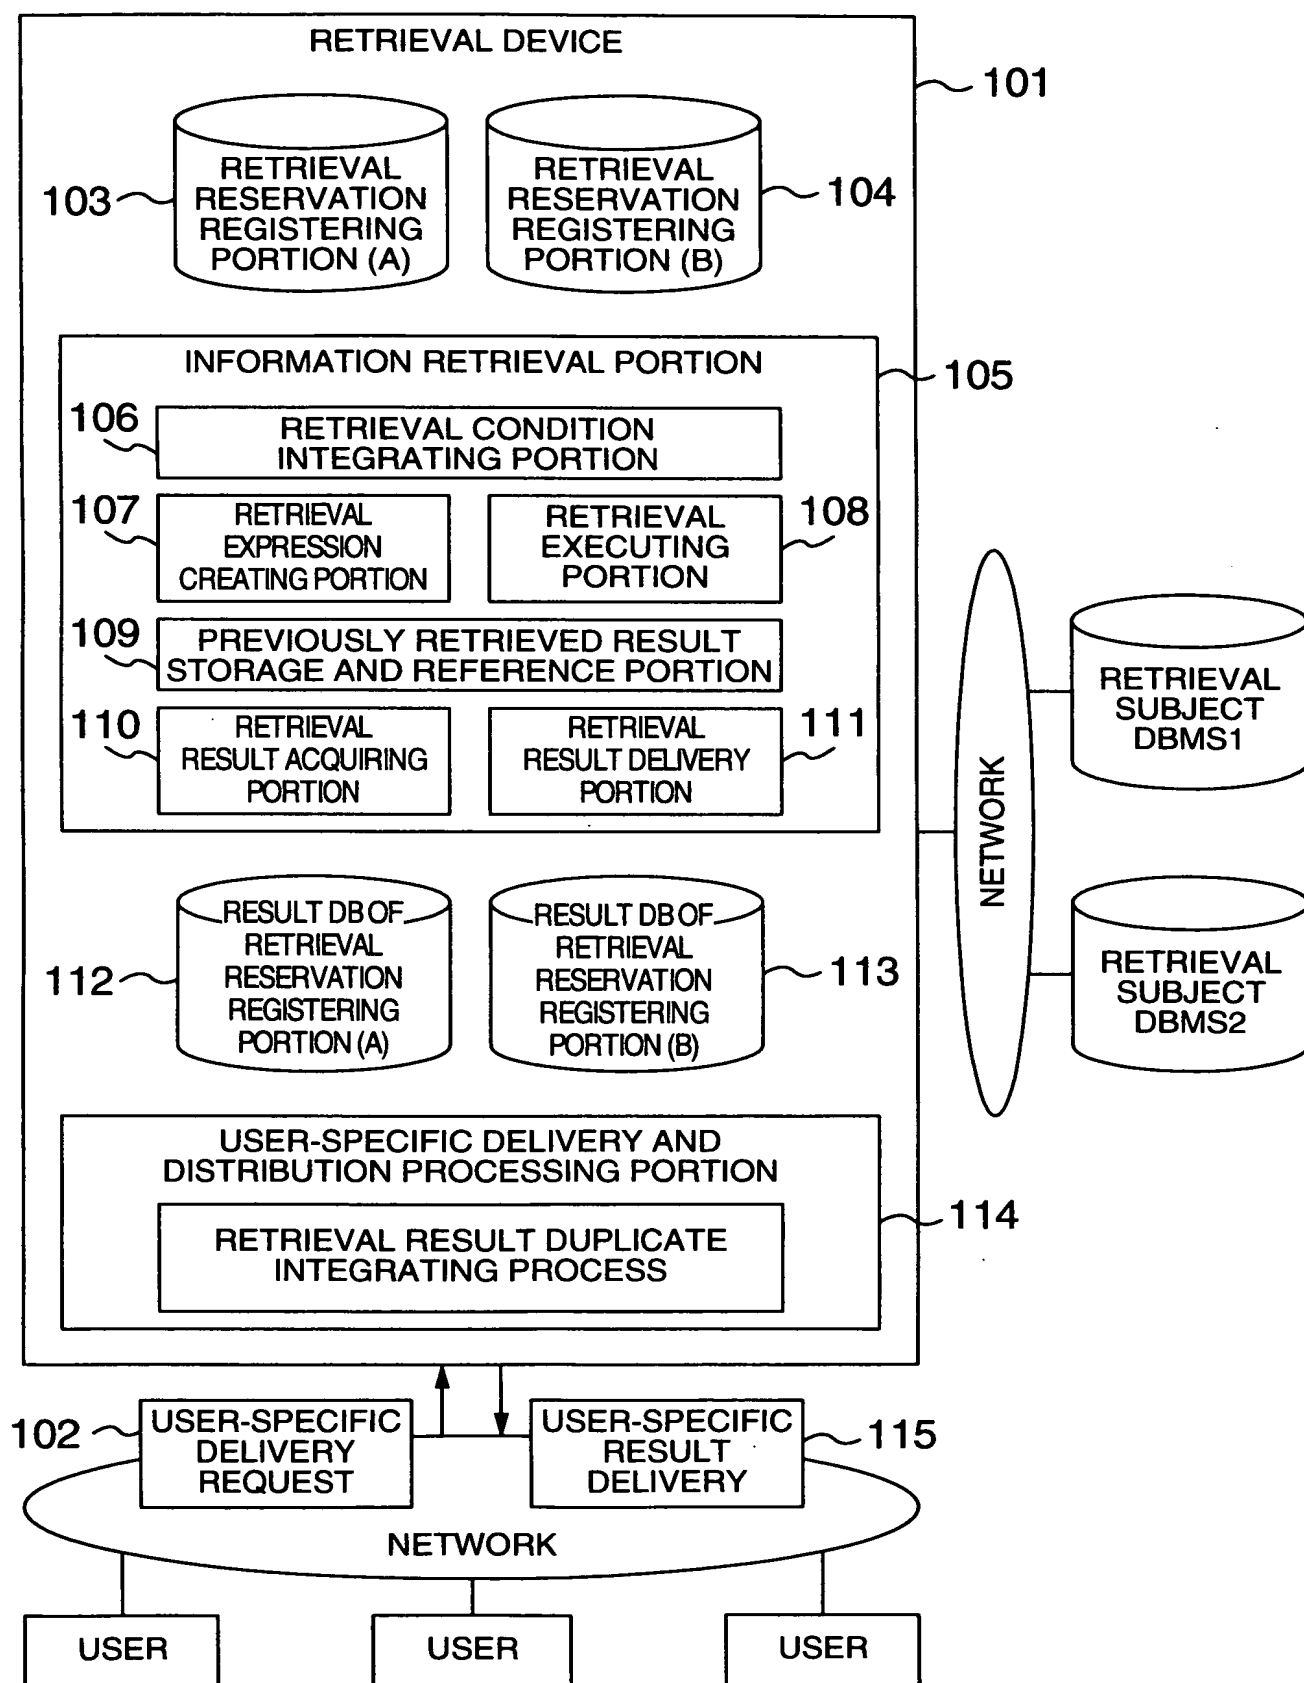 RETRIEVAL DEVICE
101
103
RETRIEVAL
RESERVATION
REGISTERING
PORTION (A)
RETRIEVAL
RESERVATION
REGISTERING
PORTION (B)
104
INFORMATION RETRIEVAL PORTION
105
106
RETRIEVAL CONDITION
INTEGRATING PORTION
107
RETRIEVAL
EXPRESSION
CREATING PORTION
RETRIEVAL
EXECUTING
PORTION
108
109
PREVIOUSLY RETRIEVED RESULT
STORAGE AND REFERENCE PORTION
110
RETRIEVAL
RESULT ACQUIRING
PORTION
RETRIEVAL
RESULT DELIVERY
PORTION
111
NETWORK
RETRIEVAL
SUBJECT
DBMS1
RETRIEVAL
SUBJECT
DBMS2
112
RESULT DB OF
RETRIEVAL
RESERVATION
REGISTERING
PORTION (A)
RESULT DB OF
RETRIEVAL
RESERVATION
REGISTERING
PORTION (B)
113
USER-SPECIFIC DELIVERY AND
DISTRIBUTION PROCESSING PORTION
114
RETRIEVAL RESULT DUPLICATE
INTEGRATING PROCESS
102
USER-SPECIFIC
DELIVERY
REQUEST
USER-SPECIFIC
RESULT
DELIVERY
115
NETWORK
USER
USER
USER